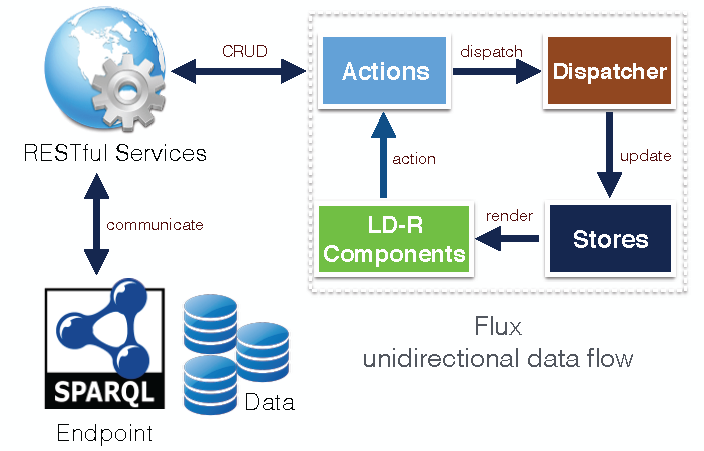 CRUD
Actions
dispatch
Dispatcher
RESTful Services
action
update
communicate
LD-R
Components
render
Stores
Flux
unidirectional data flow
SPARQL
Data
Endpoint